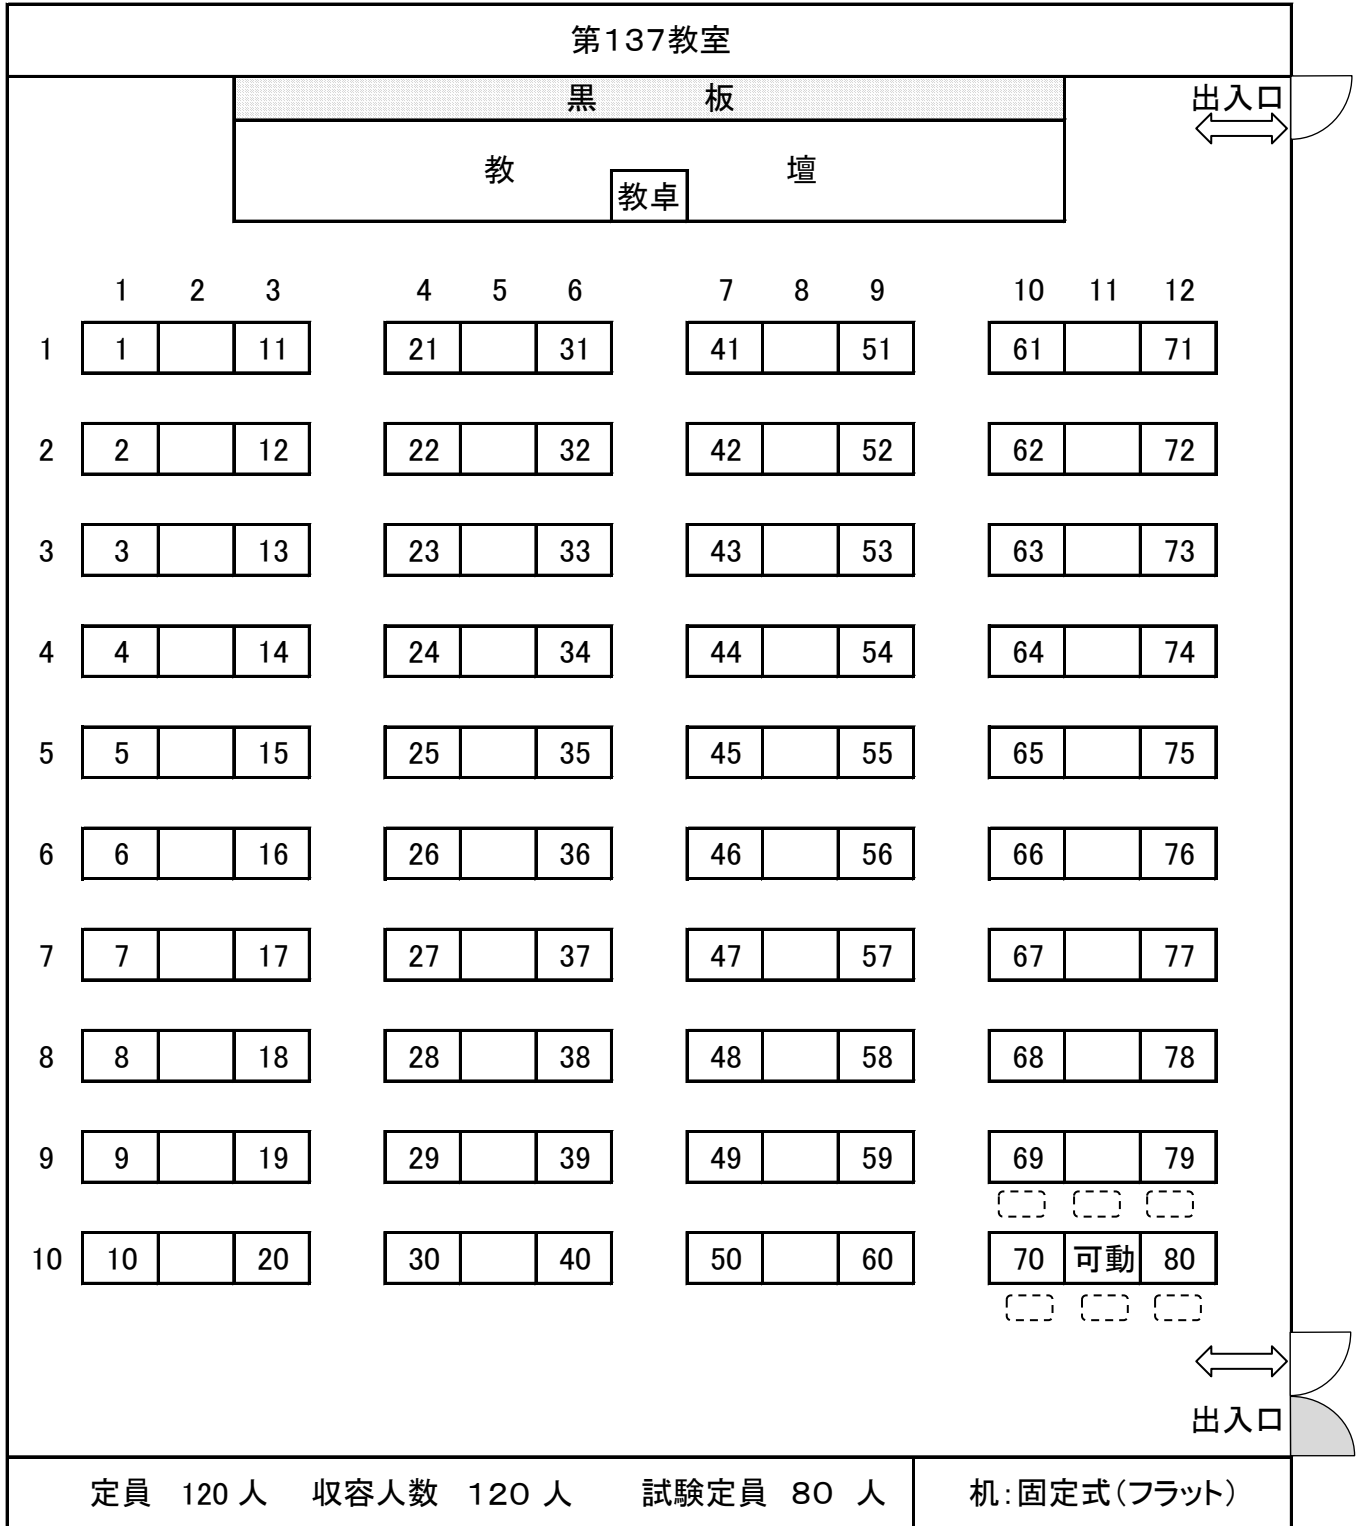 第137教室
黒 板
出入口
教 壇
教卓
1 2 3 4 5 6 7 8 9 10 11 12
1 1 11 21 31 41 51 61 71
2 2 12 22 32 42 52 62 72
3 3 13 23 33 43 53 63 73
4 4 14 24 34 44 54 64 74
5 5 15 25 35 45 55 65 75
6 6 16 26 36 46 56 66 76
7 7 17 27 37 47 57 67 77
8 8 18 28 38 48 58 68 78
9 9 19 29 39 49 59 69 79
10 10 20 30 40 50 60 70 可動 80
出入口
定員 120 人 収容人数 120 人 試験定員 80 人 机:固定式(フラット)